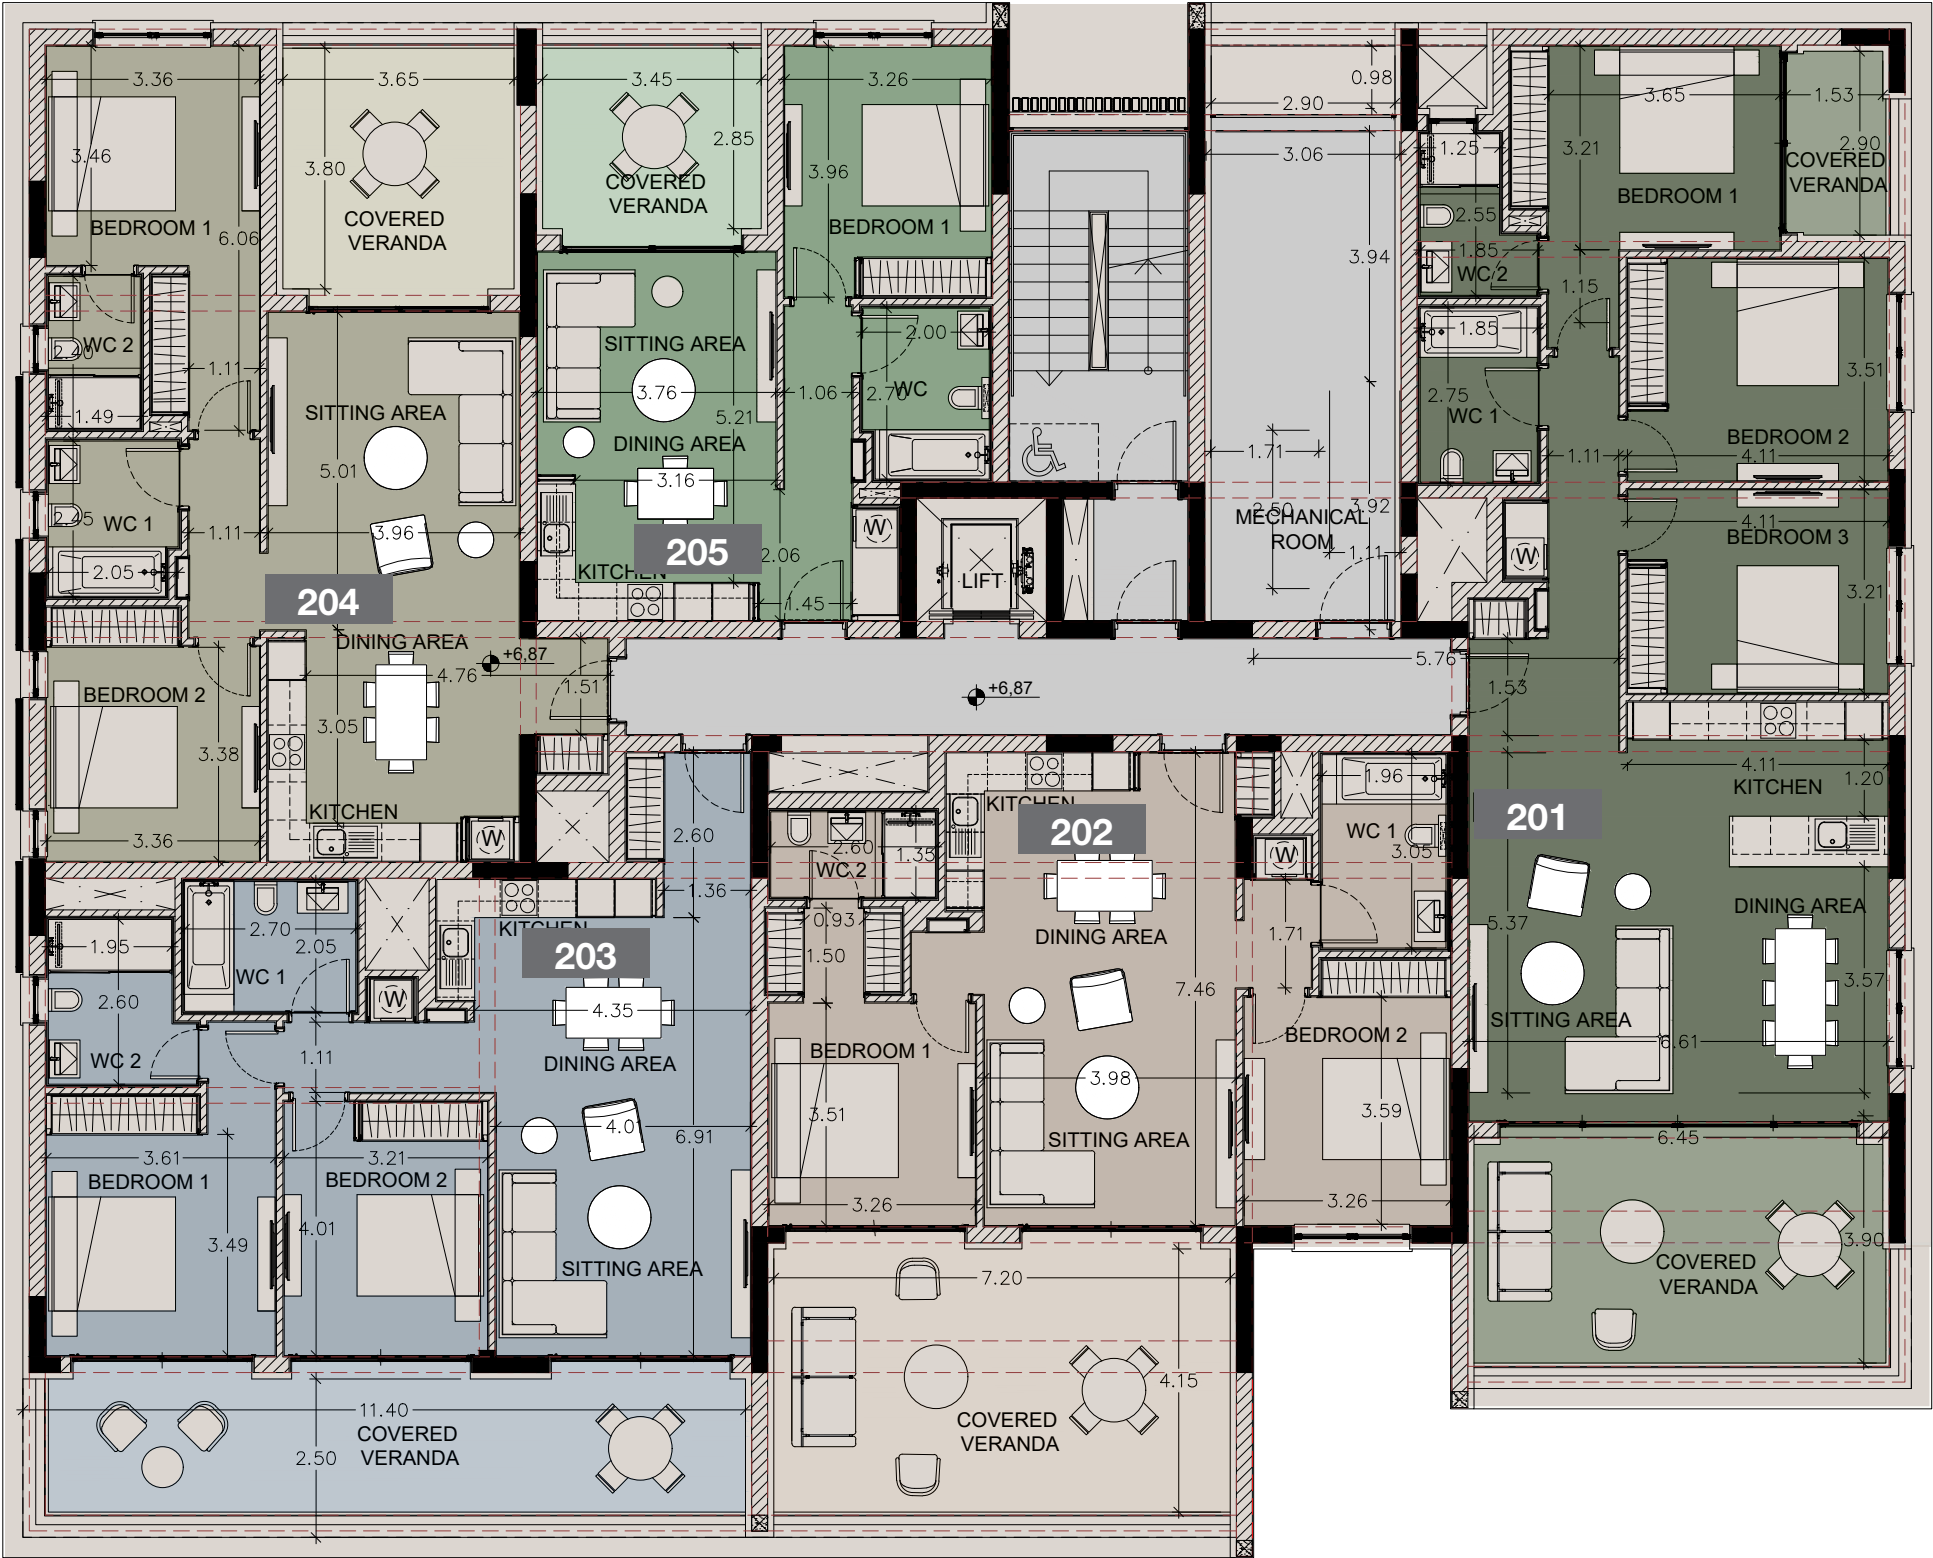 3.36
3.65
3.45
3.26
0.98
2.90
3.65
1.53
3.46
3.80
2.85
3.96
3.06
1.25
3.21
2.90
COVERED
VERANDA
BEDROOM 1
6.06
COVERED
VERANDA
COVERED
VERANDA
BEDROOM 1
3.94
2.55
1.85
WC 2
BEDROOM 1
1.15
WC 2
2.40
1.11
1.49
SITTING AREA
5.01
SITTING AREA
3.76
DINING AREA
5.21
1.06
2.00
WC
2.70
1.85
2.75
WC 1
3.51
BEDROOM 2
4.11
1.11
2.45
WC 1
1.11
3.96
2.05
3.16
205
2.06
KITCHEN
1.45
W
LIFT
1.71
2.50
3.92
MECHANICAL
ROOM
1.11
W
4.11
BEDROOM 3
3.21
204
DINING AREA
4.76
+6,87
1.51
+6,87
5.76
1.53
BEDROOM 2
3.05
3.38
KITCHEN
3.36
W
2.60
1.36
KITCHEN
202
2.60
1.35
WC 2
0.93
1.50
DINING AREA
7.46
1.96
WC 1
3.05
W
1.71
201
4.11
1.20
KITCHEN
DINING AREA
5.37
3.57
SITTING AREA
6.61
1.95
2.70
2.05
WC 1
2.60
WC 2
W
KITCHEN
203
4.35
DINING AREA
1.11
BEDROOM 1
3.51
3.26
3.98
SITTING AREA
BEDROOM 2
3.59
3.26
3.61
BEDROOM 1
3.49
3.21
BEDROOM 2
4.01
4.01
6.91
SITTING AREA
6.45
COVERED
VERANDA
3.90
7.20
4.15
COVERED
VERANDA
11.40
COVERED
VERANDA
2.50